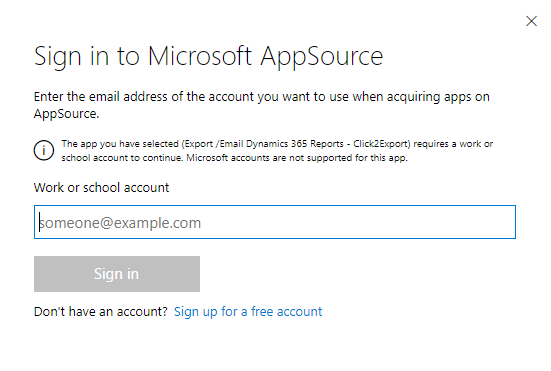 Sign in to Microsoft AppSource
Enter the email address of the account you want to use when acquiring apps on
AppSource.
The app you have selected (Export /Email Dynamics 365 Reports - Click2Export) requires a work or
school account to continue. Microsoft accounts are not supported for this app.
Work or school account
someone@example.com
Sign in
Don't have an account? Sign up for a free account